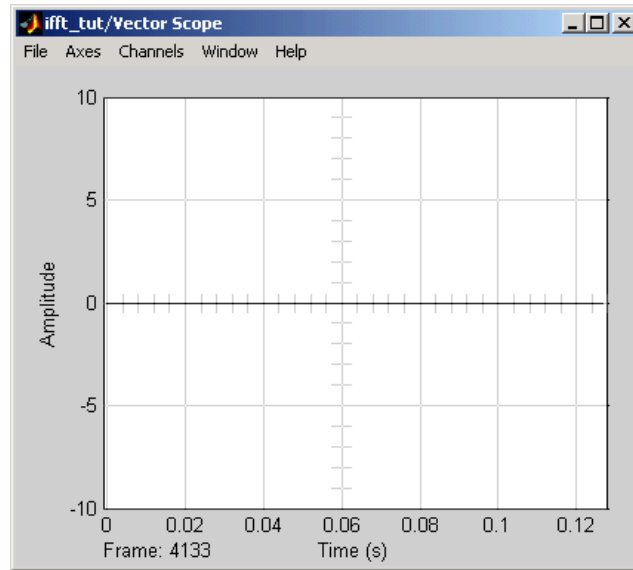 ifft_tut/Vector Scope
File Axes Channels Window Help
10
5
0
-5
-10
Amplitude
0 0.02 0.04 0.06 0.08 0.1 0.12
Frame: 4133 Time (s)